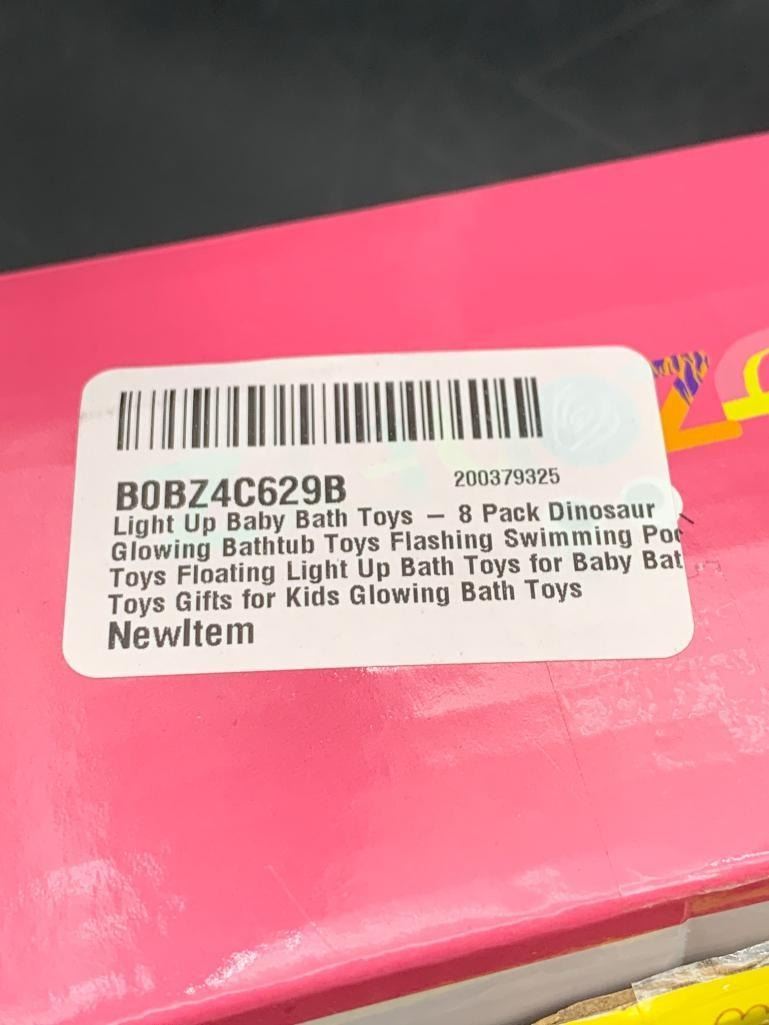 B0BZ4C629B 200379325
Light Up Baby Bath Toys – 8 Pack Dinosaur
Glowing Bathtub Toys Flashing Swimming Poo
Toys Floating Light Up Bath Toys for Baby Bat
Toys Gifts for Kids Glowing Bath Toys
NewItem